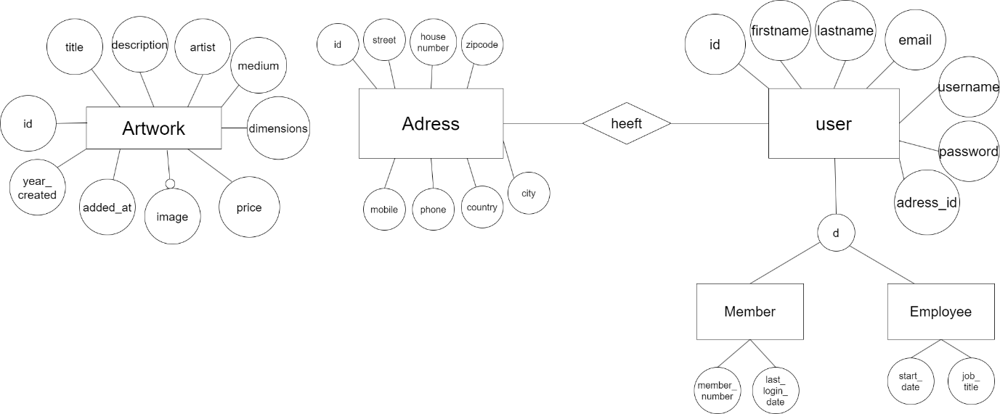 title
description
artist
medium
id
Artwork
dimensions
year_
created
added_at
image
price
id
street
house
number
zipcode
Adress
mobile
phone
country
city
heeft
id
firstname
lastname
email
username
user
password
adress_id
d
Member
Employee
member_
number
last_
login_
date
start_
date
job_
title